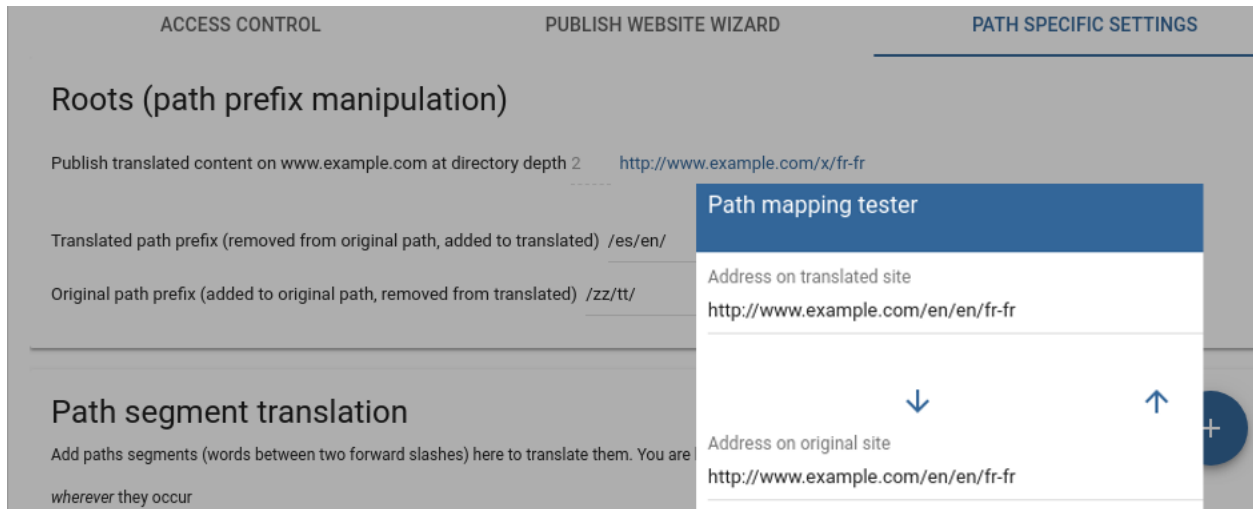 ACCESS CONTROL PUBLISH WEBSITE WIZARD PATH SPECIFIC SETTINGS
Roots (path prefix manipulation)
Publish translated content on www.example.com at directory depth 2 http://www.example.com/x/fr-fr
Translated path prefix (removed from original path, added to translated) /es/en/
Original path prefix (added to original path, removed from translated) /zz/tt/
Path segment translation
Add paths segments (words between two forward slashes) here to translate them. You are
wherever they occur
Path mapping tester
Address on translated site
http://www.example.com/en/en/fr-fr
Address on original site
http://www.example.com/en/en/fr-fr